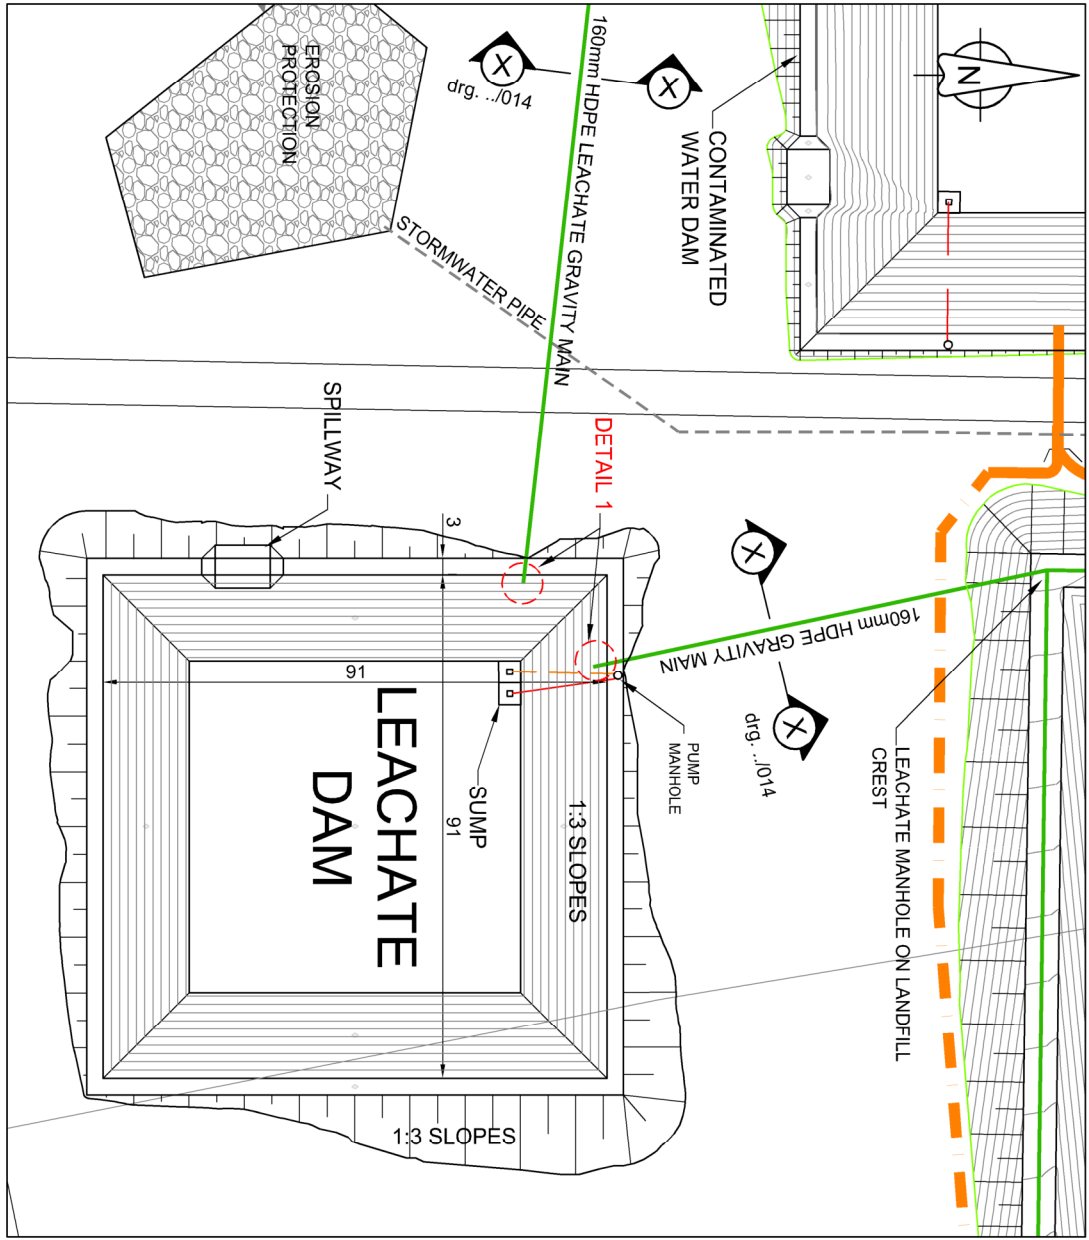 EROSION
PROTECTION
X
drg. ../014
X
160mm HDPE LEACHATE GRAVITY MAIN
CONTAMINATED
WATER DAM
N
STORMWATER PIPE
SPILLWAY
DETAIL 1
3
X
160mm HDPE GRAVITY MAIN
91
LEACHATE
DAM
SUMP
91
1:3 SLOPES
PUMP
MANHOLE
X
drg. ../014
LEACHATE MANHOLE ON LANDFILL
CREST
1:3 SLOPES